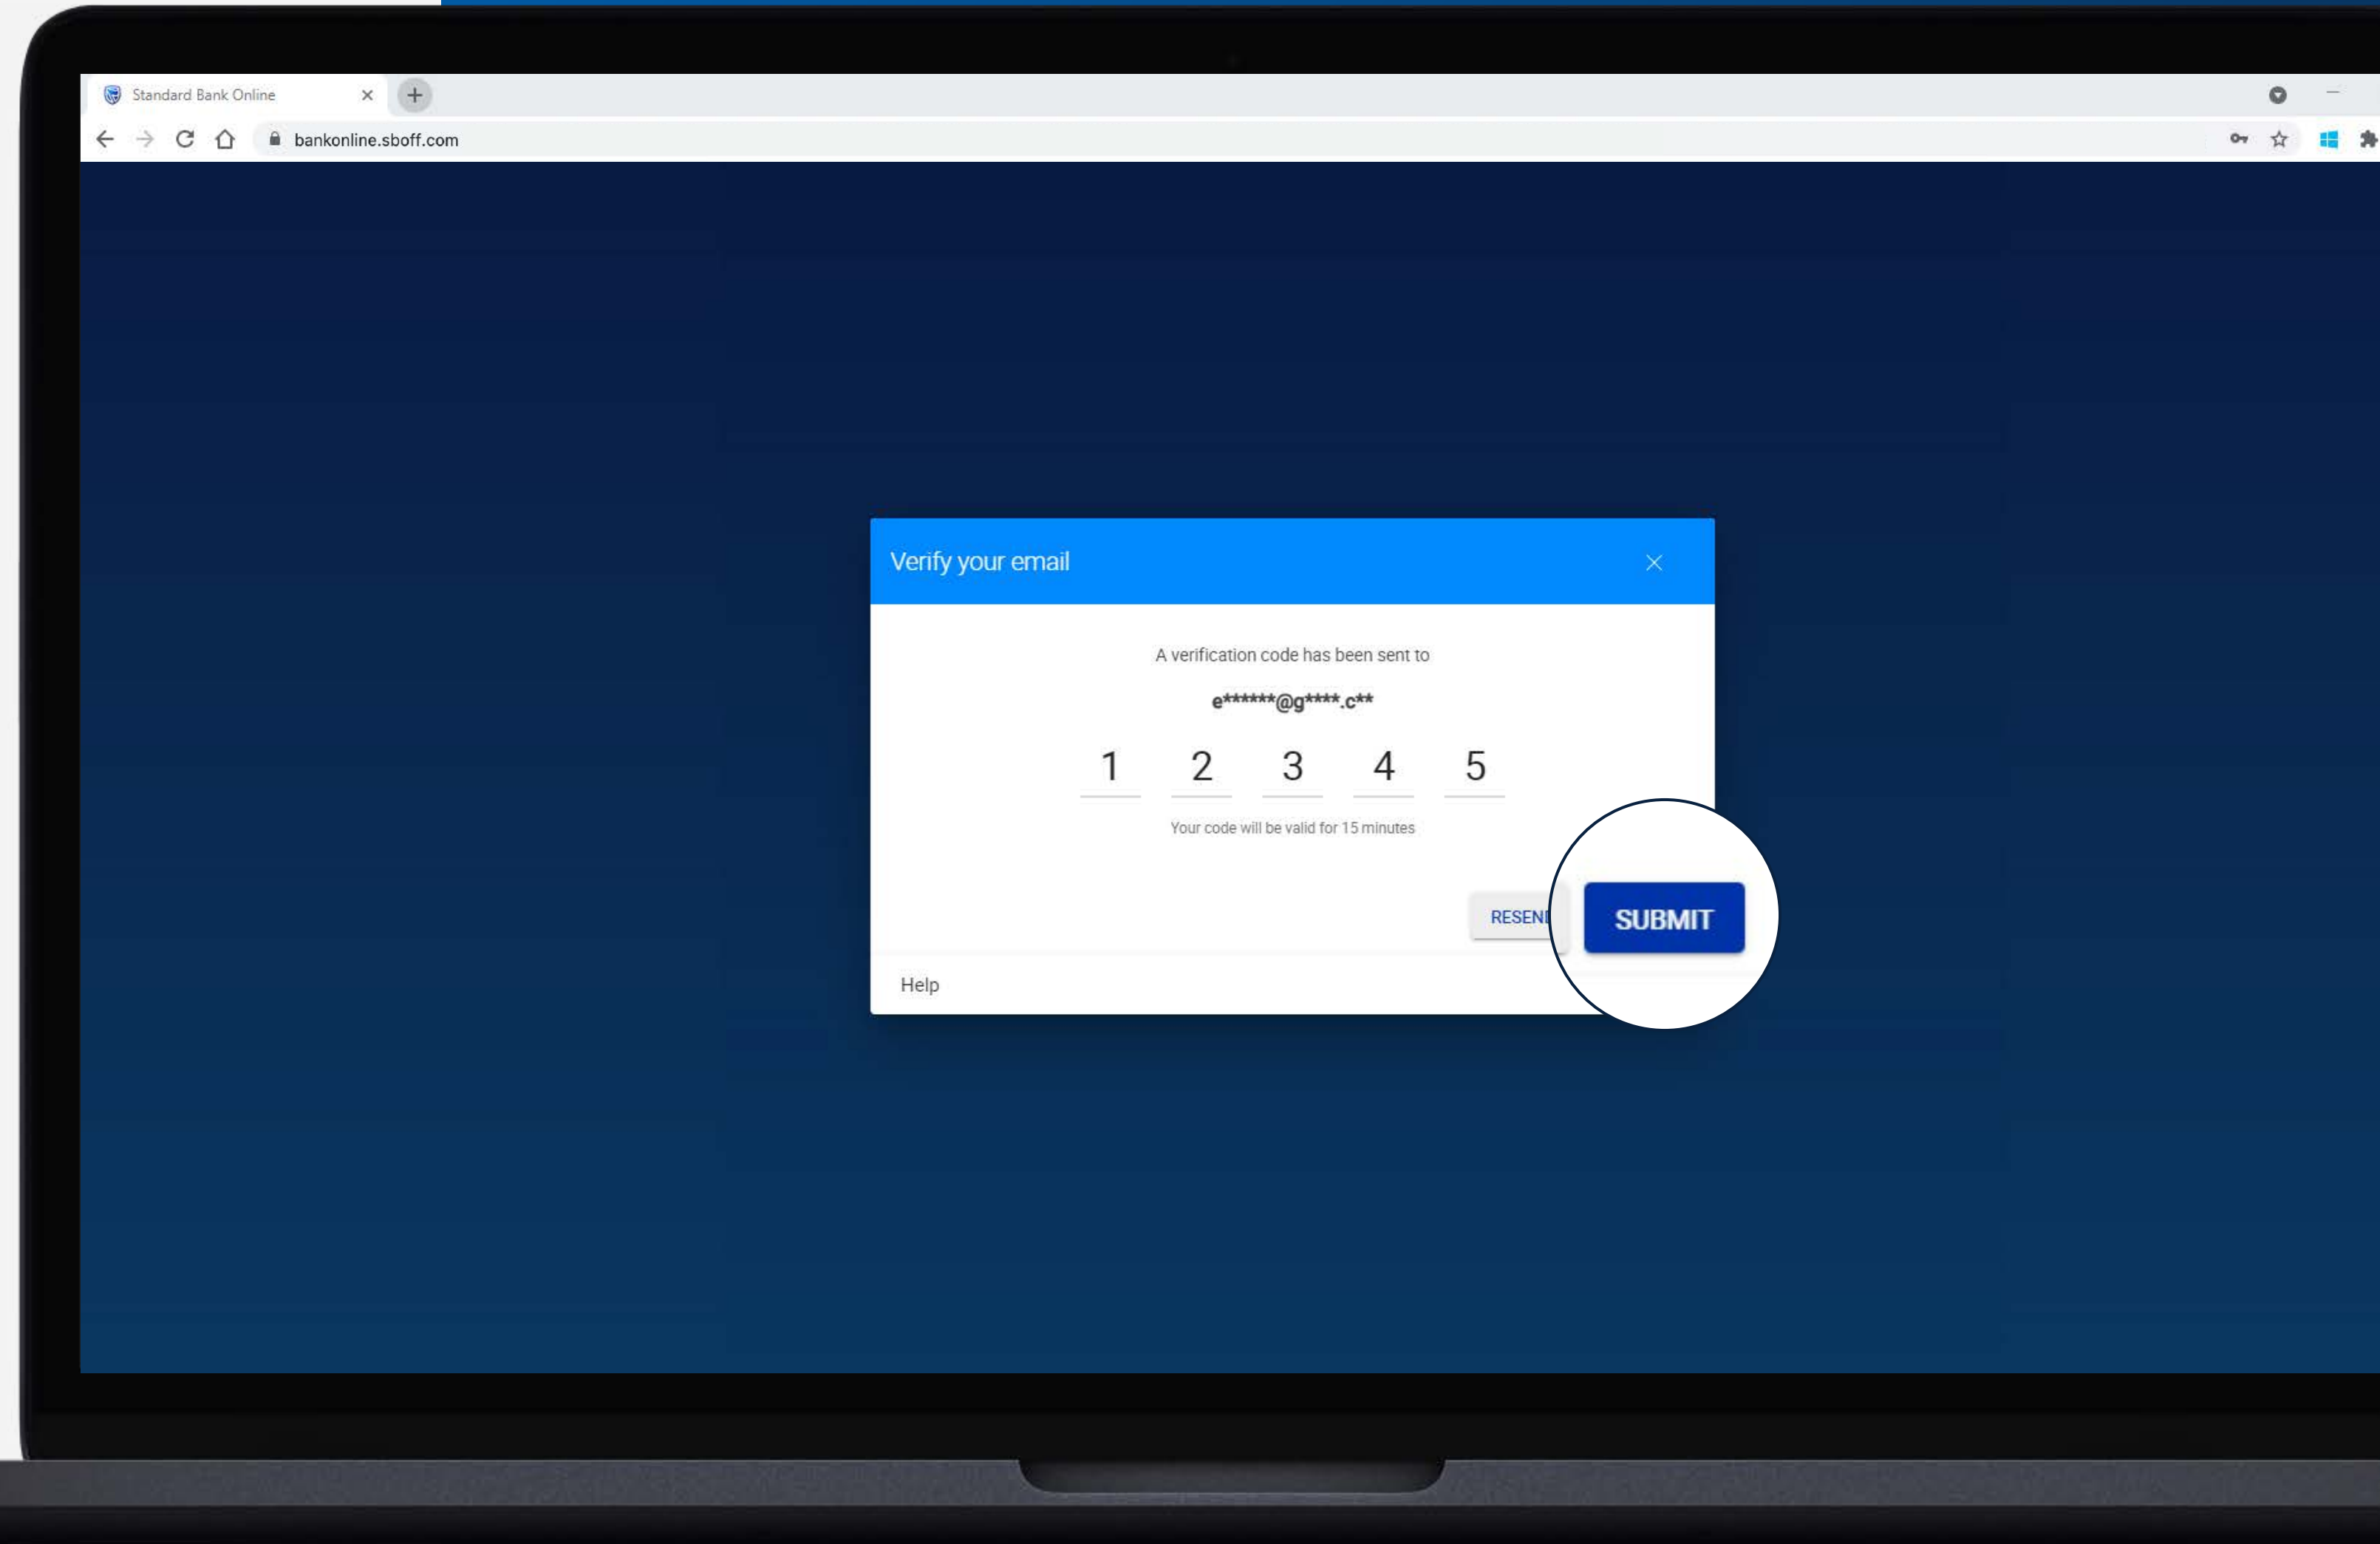 Standard Bank Online
bankonline.sboff.com
Verify your email
A verification code has been sent to
e******@g****.c**
1 2 3 4 5
Your code will be valid for 15 minutes
RESEND
SUBMIT
Help